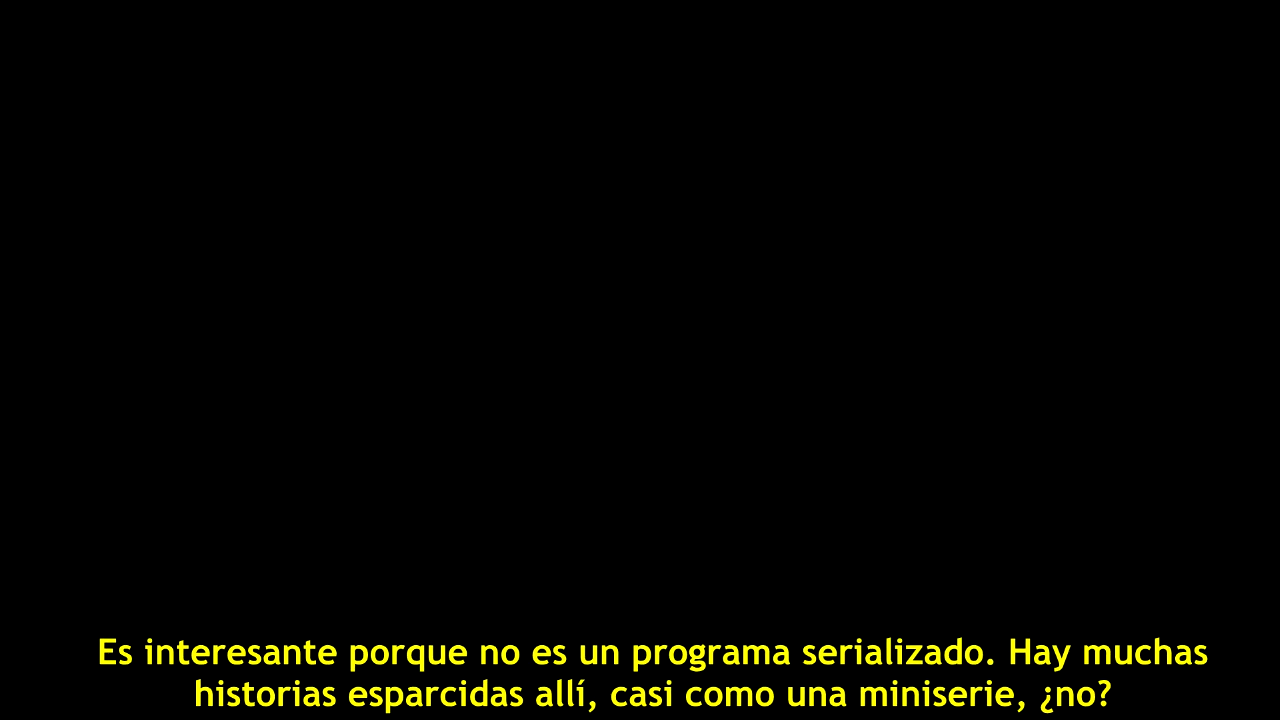 Es interesante porque no es un programa serializado. Hay muchas
historias esparcidas allí, casi como una miniserie, ¿no?